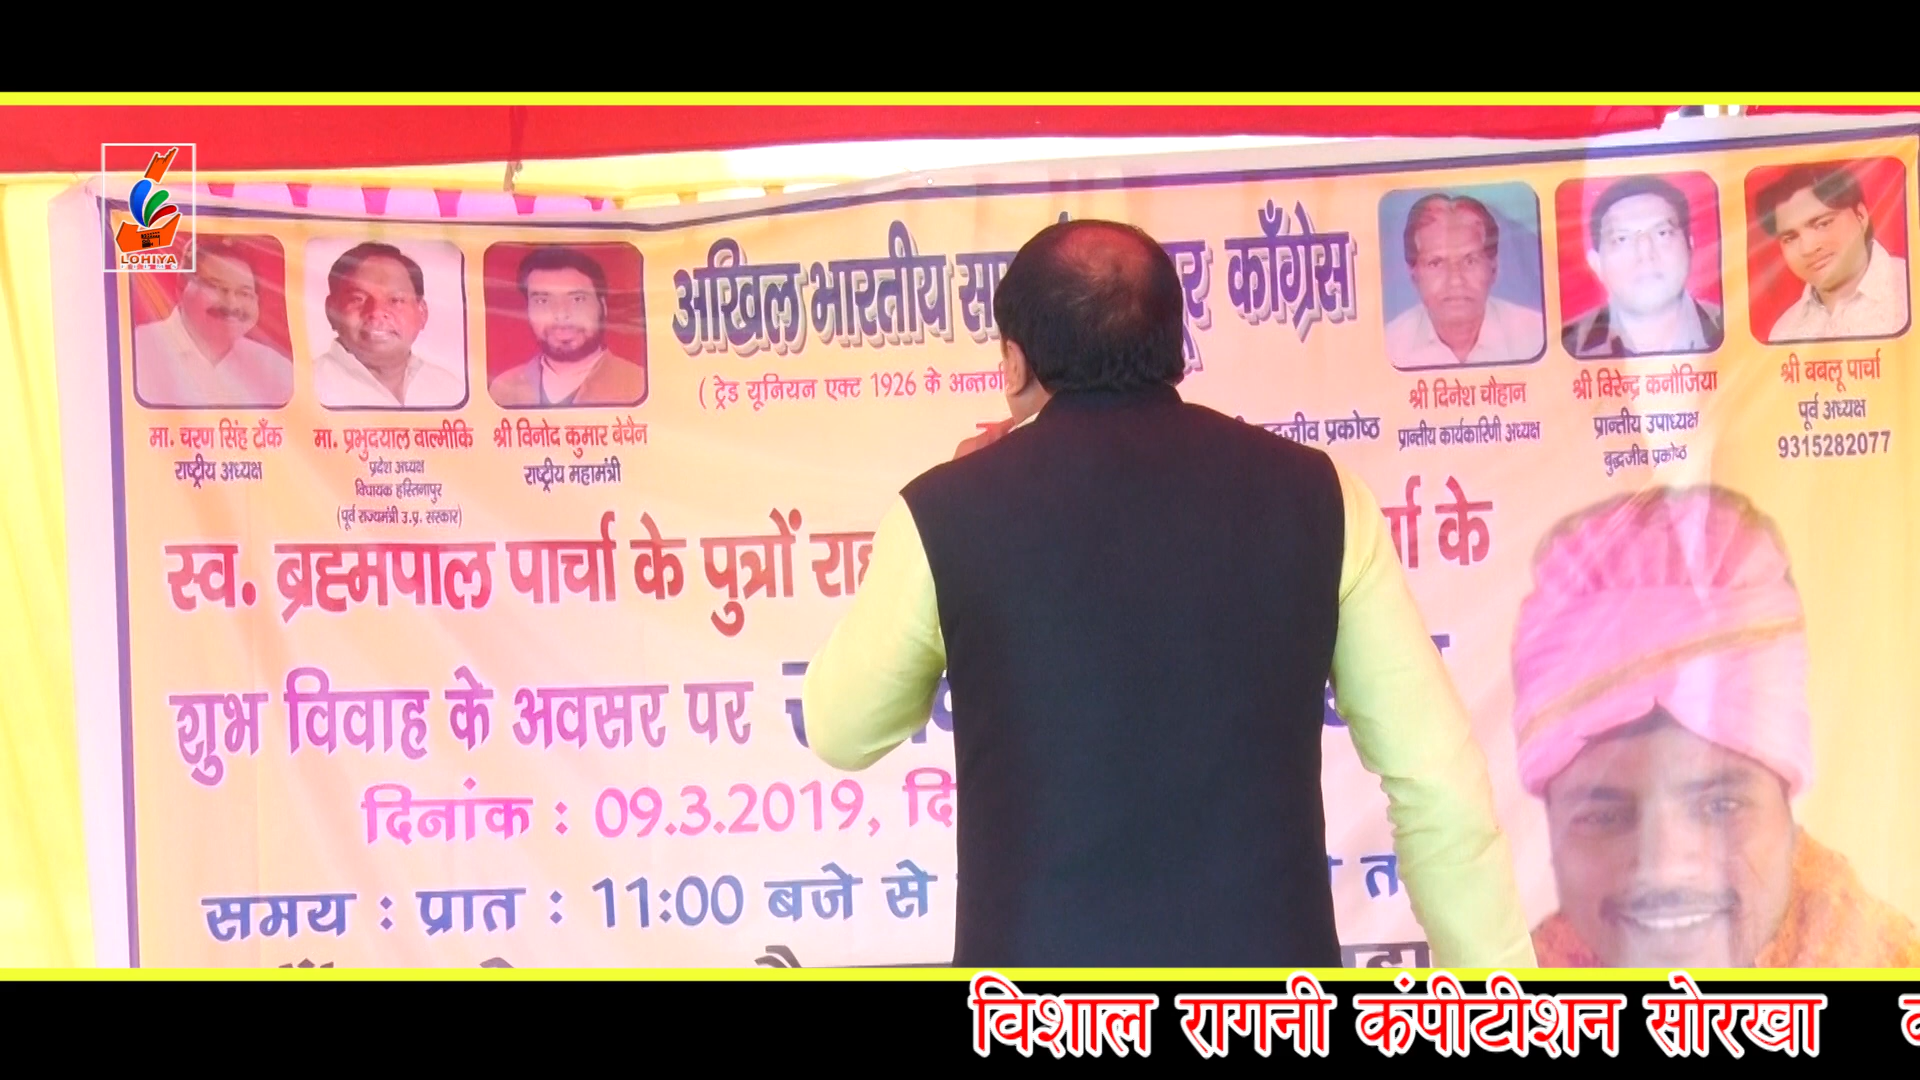 LOHIYA
अखिल भारतीय
काँग्रेस
( ट्रेड यूनियन एक्ट 1926 के अन्तर्ग
प्रकोष्ठ
मा. चरण सिंह टाँक
राष्ट्रीय अध्यक्ष
मा. प्रभुदयाल वाल्मीकि
प्रदेश अध्यक्ष
विधायक हस्तिनापुर
(पूर्व राज्यमंत्री उ.प्र. सरकार)
श्री विनोद कुमार बेचैन
राष्ट्रीय महामंत्री
श्री दिनेश चौहान
प्रान्तीय कार्यकारिणी अध्यक्ष
श्री विरेन्द्र कनौजिया
प्रान्तीय उपाध्यक्ष
बुद्धजीव प्रकोष्ठ
श्री बबलू पार्चा
पूर्व अध्यक्ष
9315282077
स्व. ब्रह्मपाल पार्चा के पुत्रों के
शुभ विवाह के अवसर पर
दिनांक : 09.3.2019, दि
समय : प्रात : 11:00 बजे से
विशाल रागनी कंपीटीशन सोरखा